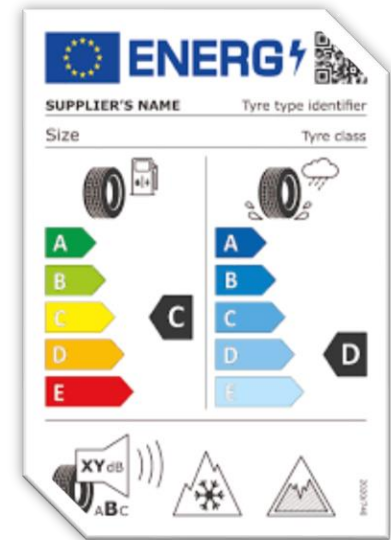 ENERG
SUPPLIER'S NAME Tyre type identifier
Size Tyre class
A A
B B
C C C
D D D
E E
XY dB
ABC
2020/740